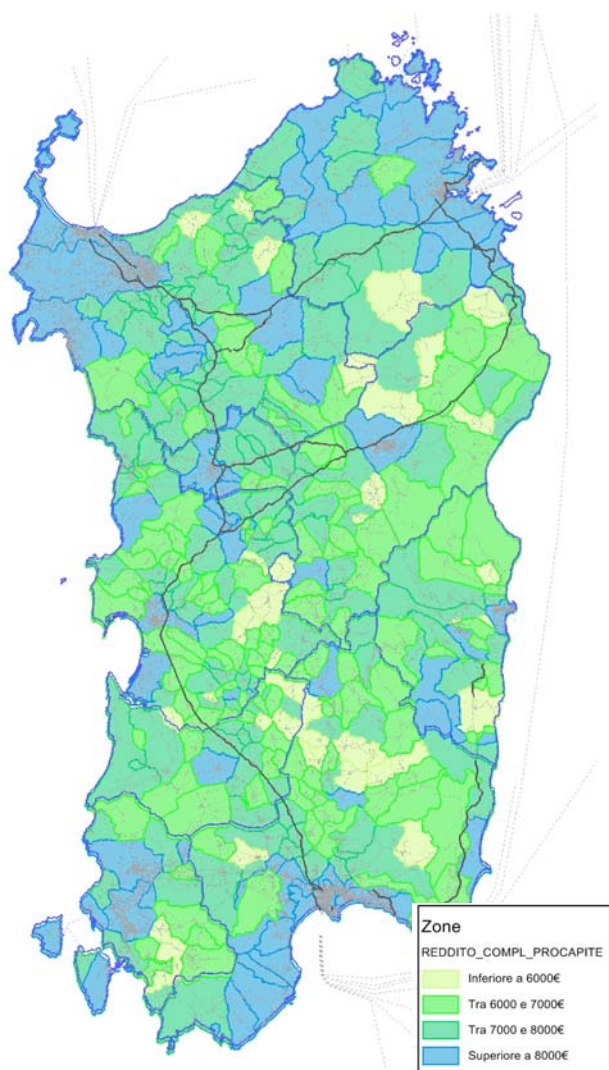 Zone
REDDITO_COMPL_PROCAPITE
Inferiore a 6000€
Tra 6000 e 7000€
Tra 7000 e 8000€
Superiore a 8000€